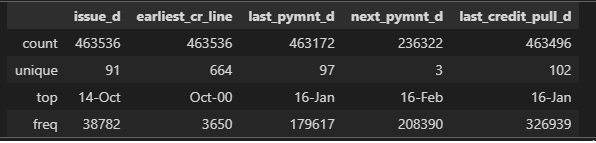 issue_d earliest_cr_line last_pymnt_d next_pymnt_d last_credit_pull_d
count 463536 463536 463172 236322 463496
unique 91 664 97 3 102
top 14-Oct Oct-00 16-Jan 16-Feb 16-Jan
freq 38782 3650 179617 208390 326939